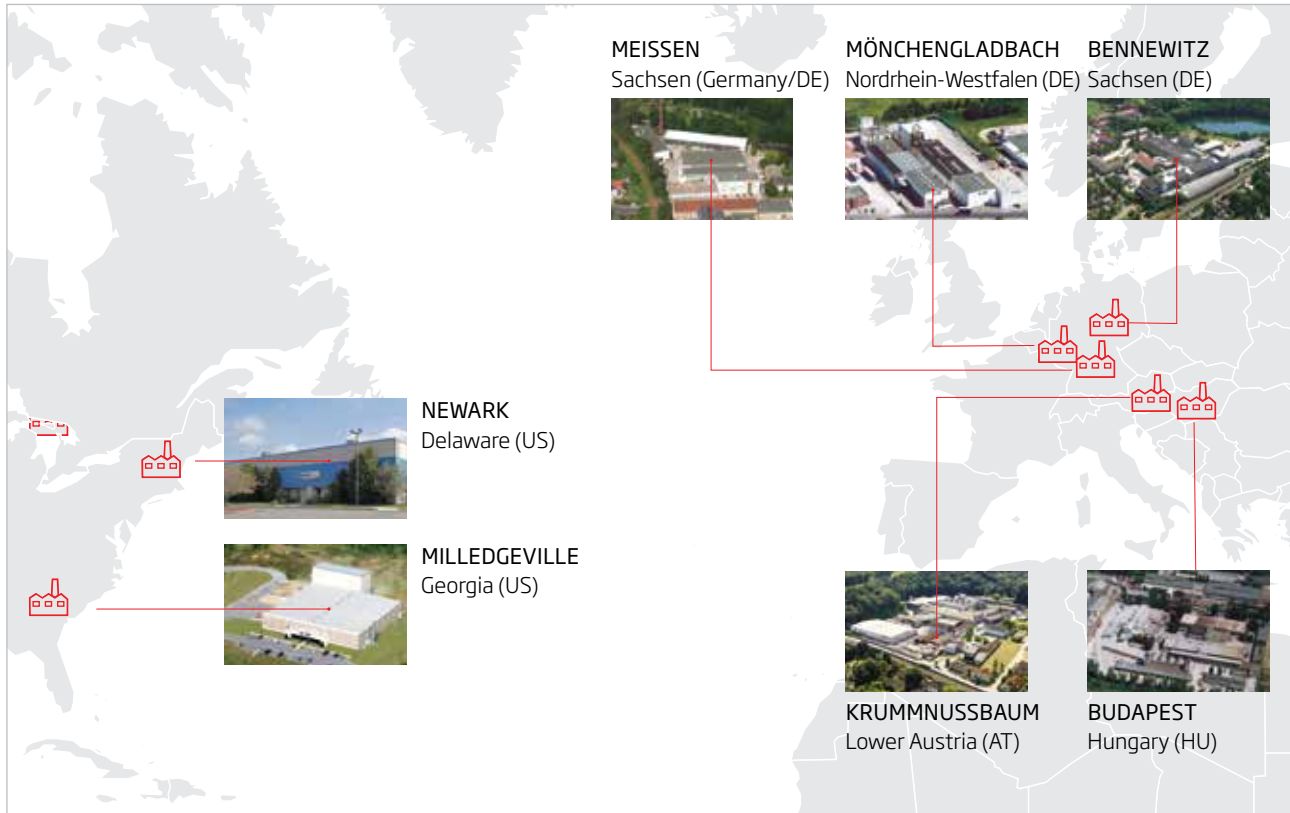 MEISSEN
Sachsen (Germany/DE)
MÖNCHENGLADBACH
Nordrhein-Westfalen (DE)
BENNEWITZ
Sachsen (DE)
NEWARK
Delaware (US)
MILLEDGEVILLE
Georgia (US)
KRUMMNUSSBAUM
Lower Austria (AT)
BUDAPEST
Hungary (HU)